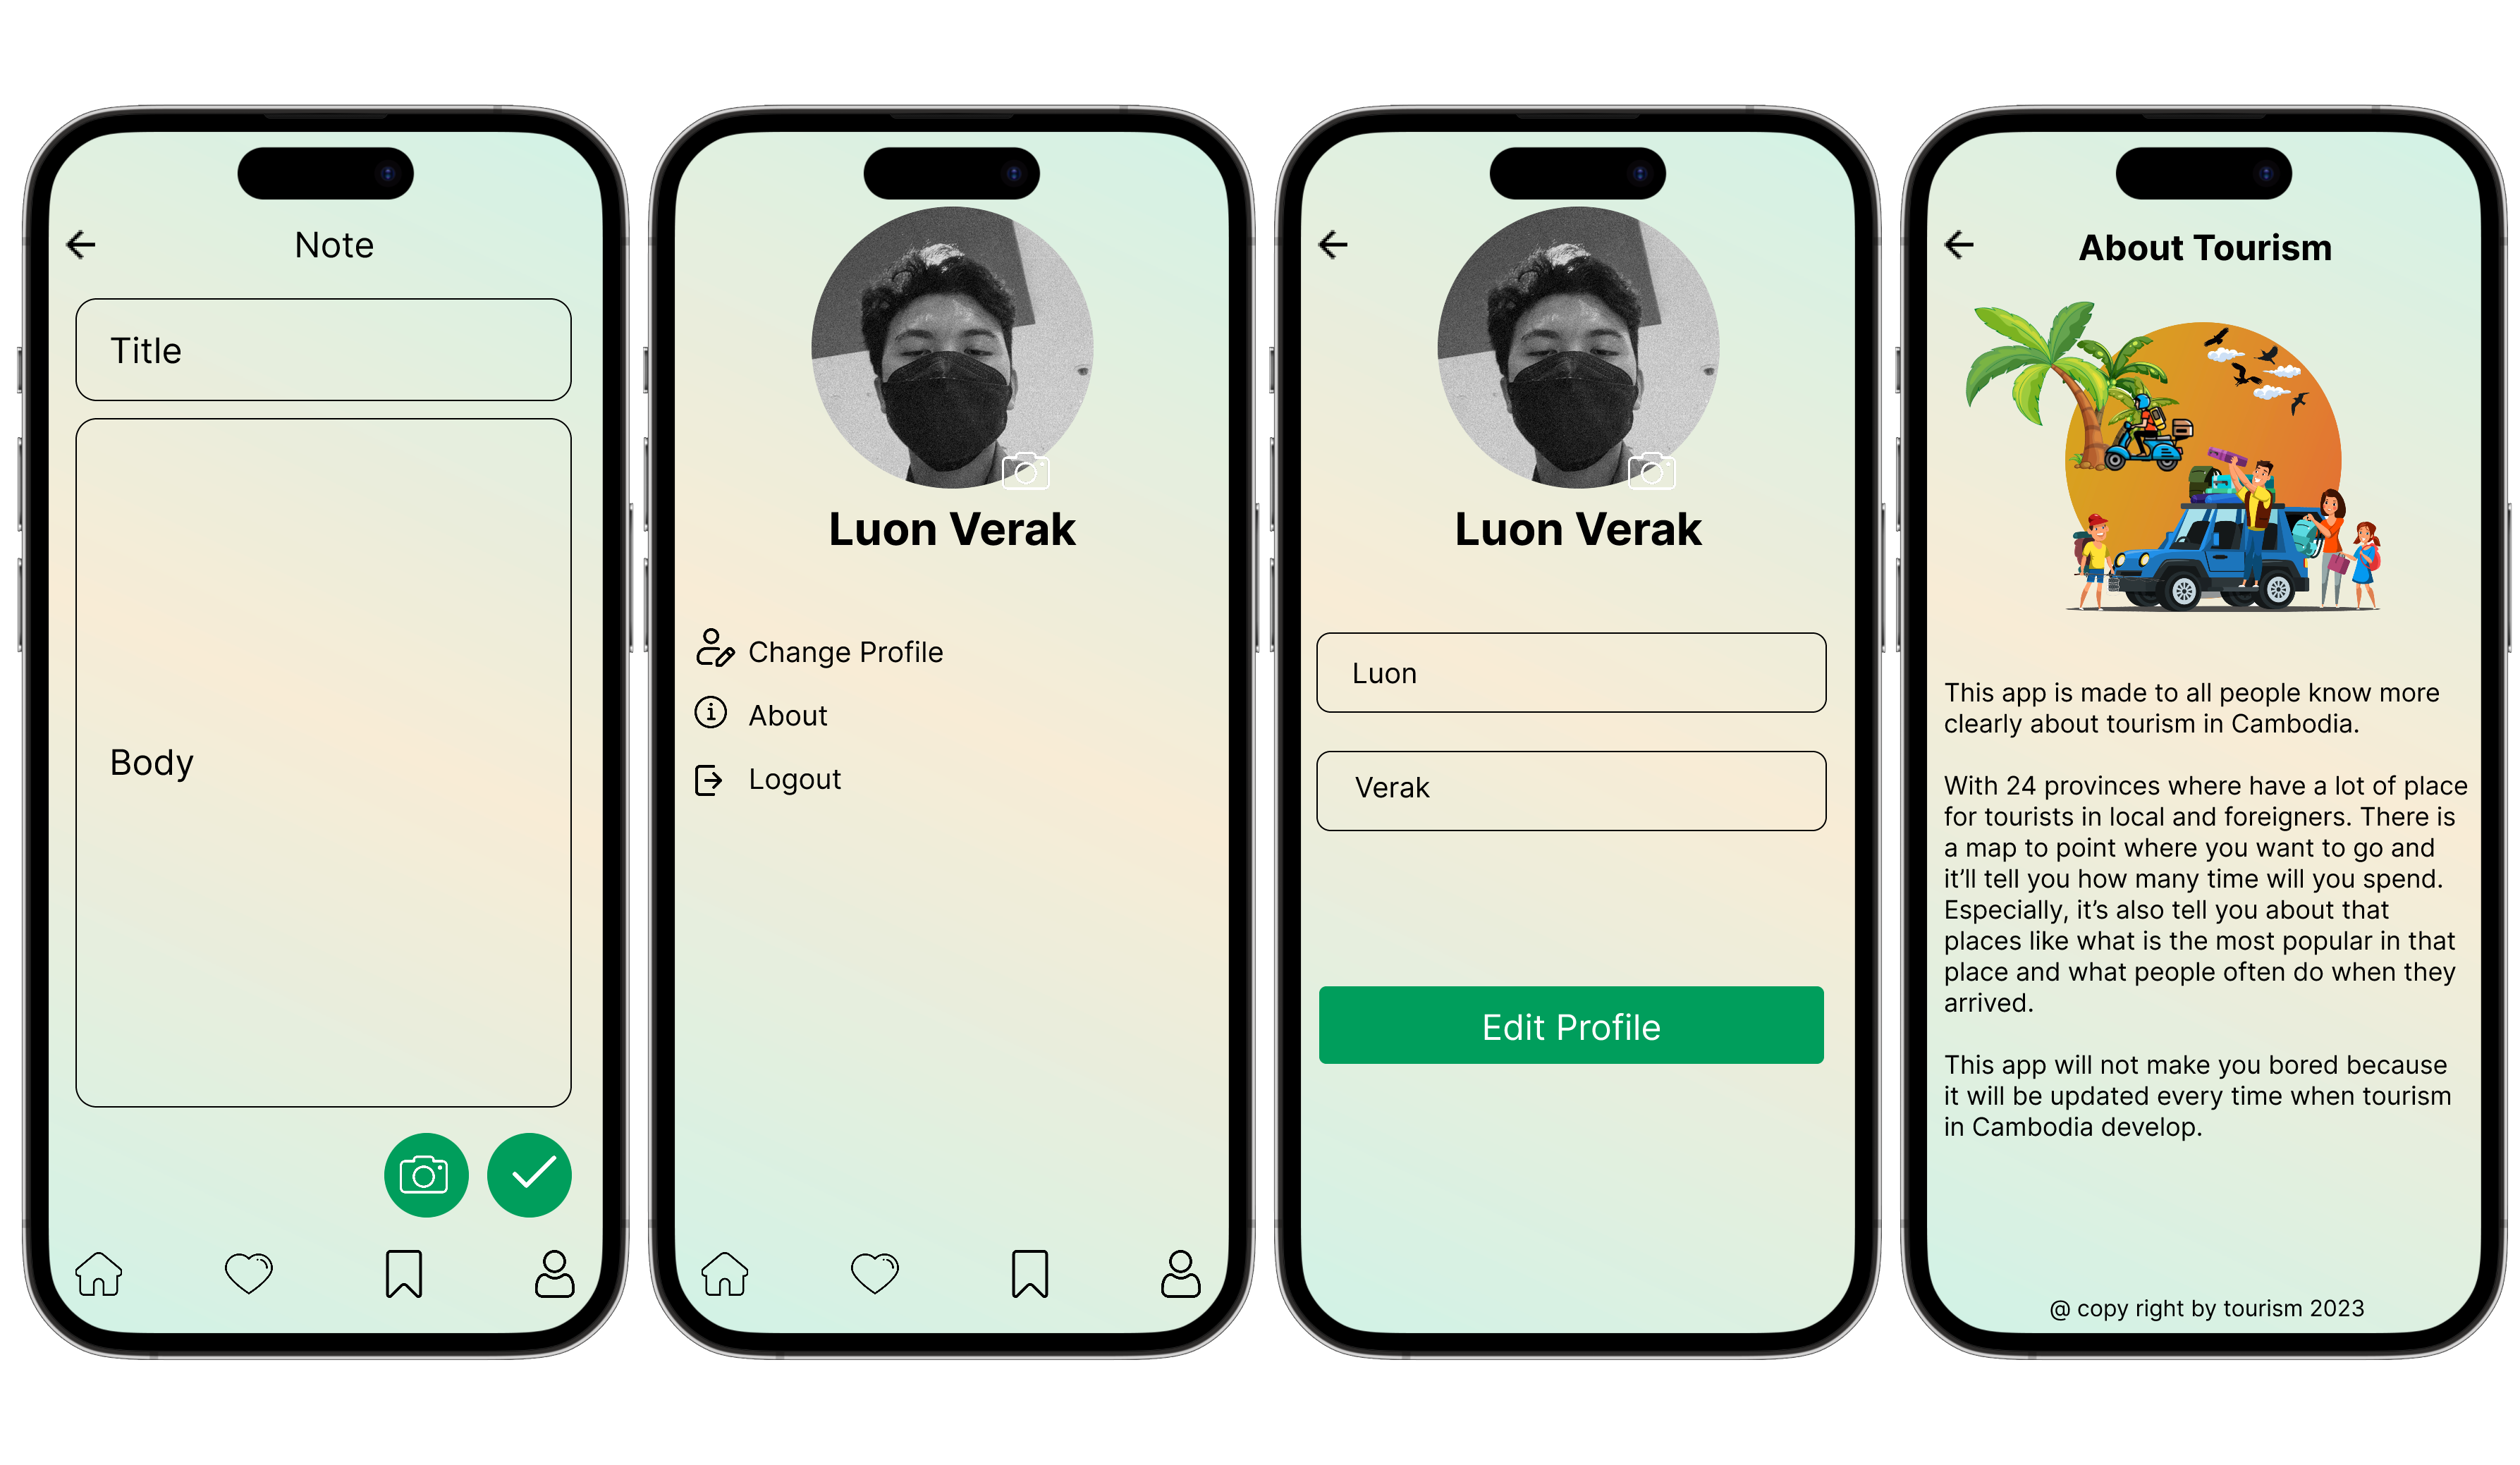 Note
Title
Body
Luon Verak
Change Profile
About
Logout
Luon Verak
Luon
Verak
Edit Profile
About Tourism
This app is made to all people know more
clearly about tourism in Cambodia.
With 24 provinces where have a lot of place
for tourists in local and foreigners. There is
a map to point where you want to go and
it’ll tell you how many time will you spend.
Especially, it’s also tell you about that
places like what is the most popular in that
place and what people often do when they
arrived.
This app will not make you bored because
it will be updated every time when tourism
in Cambodia develop.
@ copy right by tourism 2023